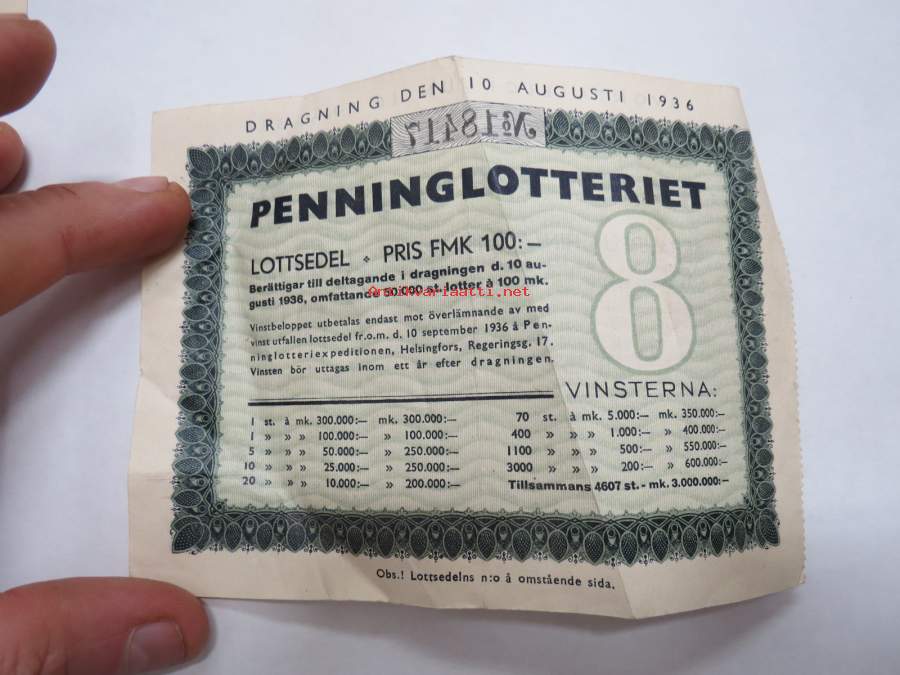 DRAGNING DEN 10 AUGUSTI 1936
№18417
PENNINGLOTTERIET
LOTTSEDEL ⋄ PRIS FMK 100:—
Berättigar till deltagande i dragningen d. 10 au-
gusti 1936, omfattande 50.000 st. lotter à 100 mk.
Antikvariaatti.net
Vinstbeloppet utbetalas endast mot överlämnande av med
vinst utfallen lottsedel fr.o.m. d. 10 september 1936 å Pen-
ninglotteriexpeditionen, Helsingfors, Regeringsg. 17.
Vinsten bör uttagas inom ett år efter dragningen.
8
VINSTERNA:
1 st. à mk. 300.000:— mk. 300.000:—
1 » » » 100.000:— » 100.000:—
5 » » » 50.000:— » 250.000:—
10 » » » 25.000:— » 250.000:—
20 » » » 10.000:— » 200.000:—
70 st. à mk. 5.000:— mk. 350.000:—
400 » » » 1.000:— » 400.000:—
1100 » » » 500:— » 550.000:—
3000 » » » 200:— » 600.000:—
Tillsammans 4607 st. - mk. 3.000.000:—
Obs.! Lottsedelns n:o å omstående sida.